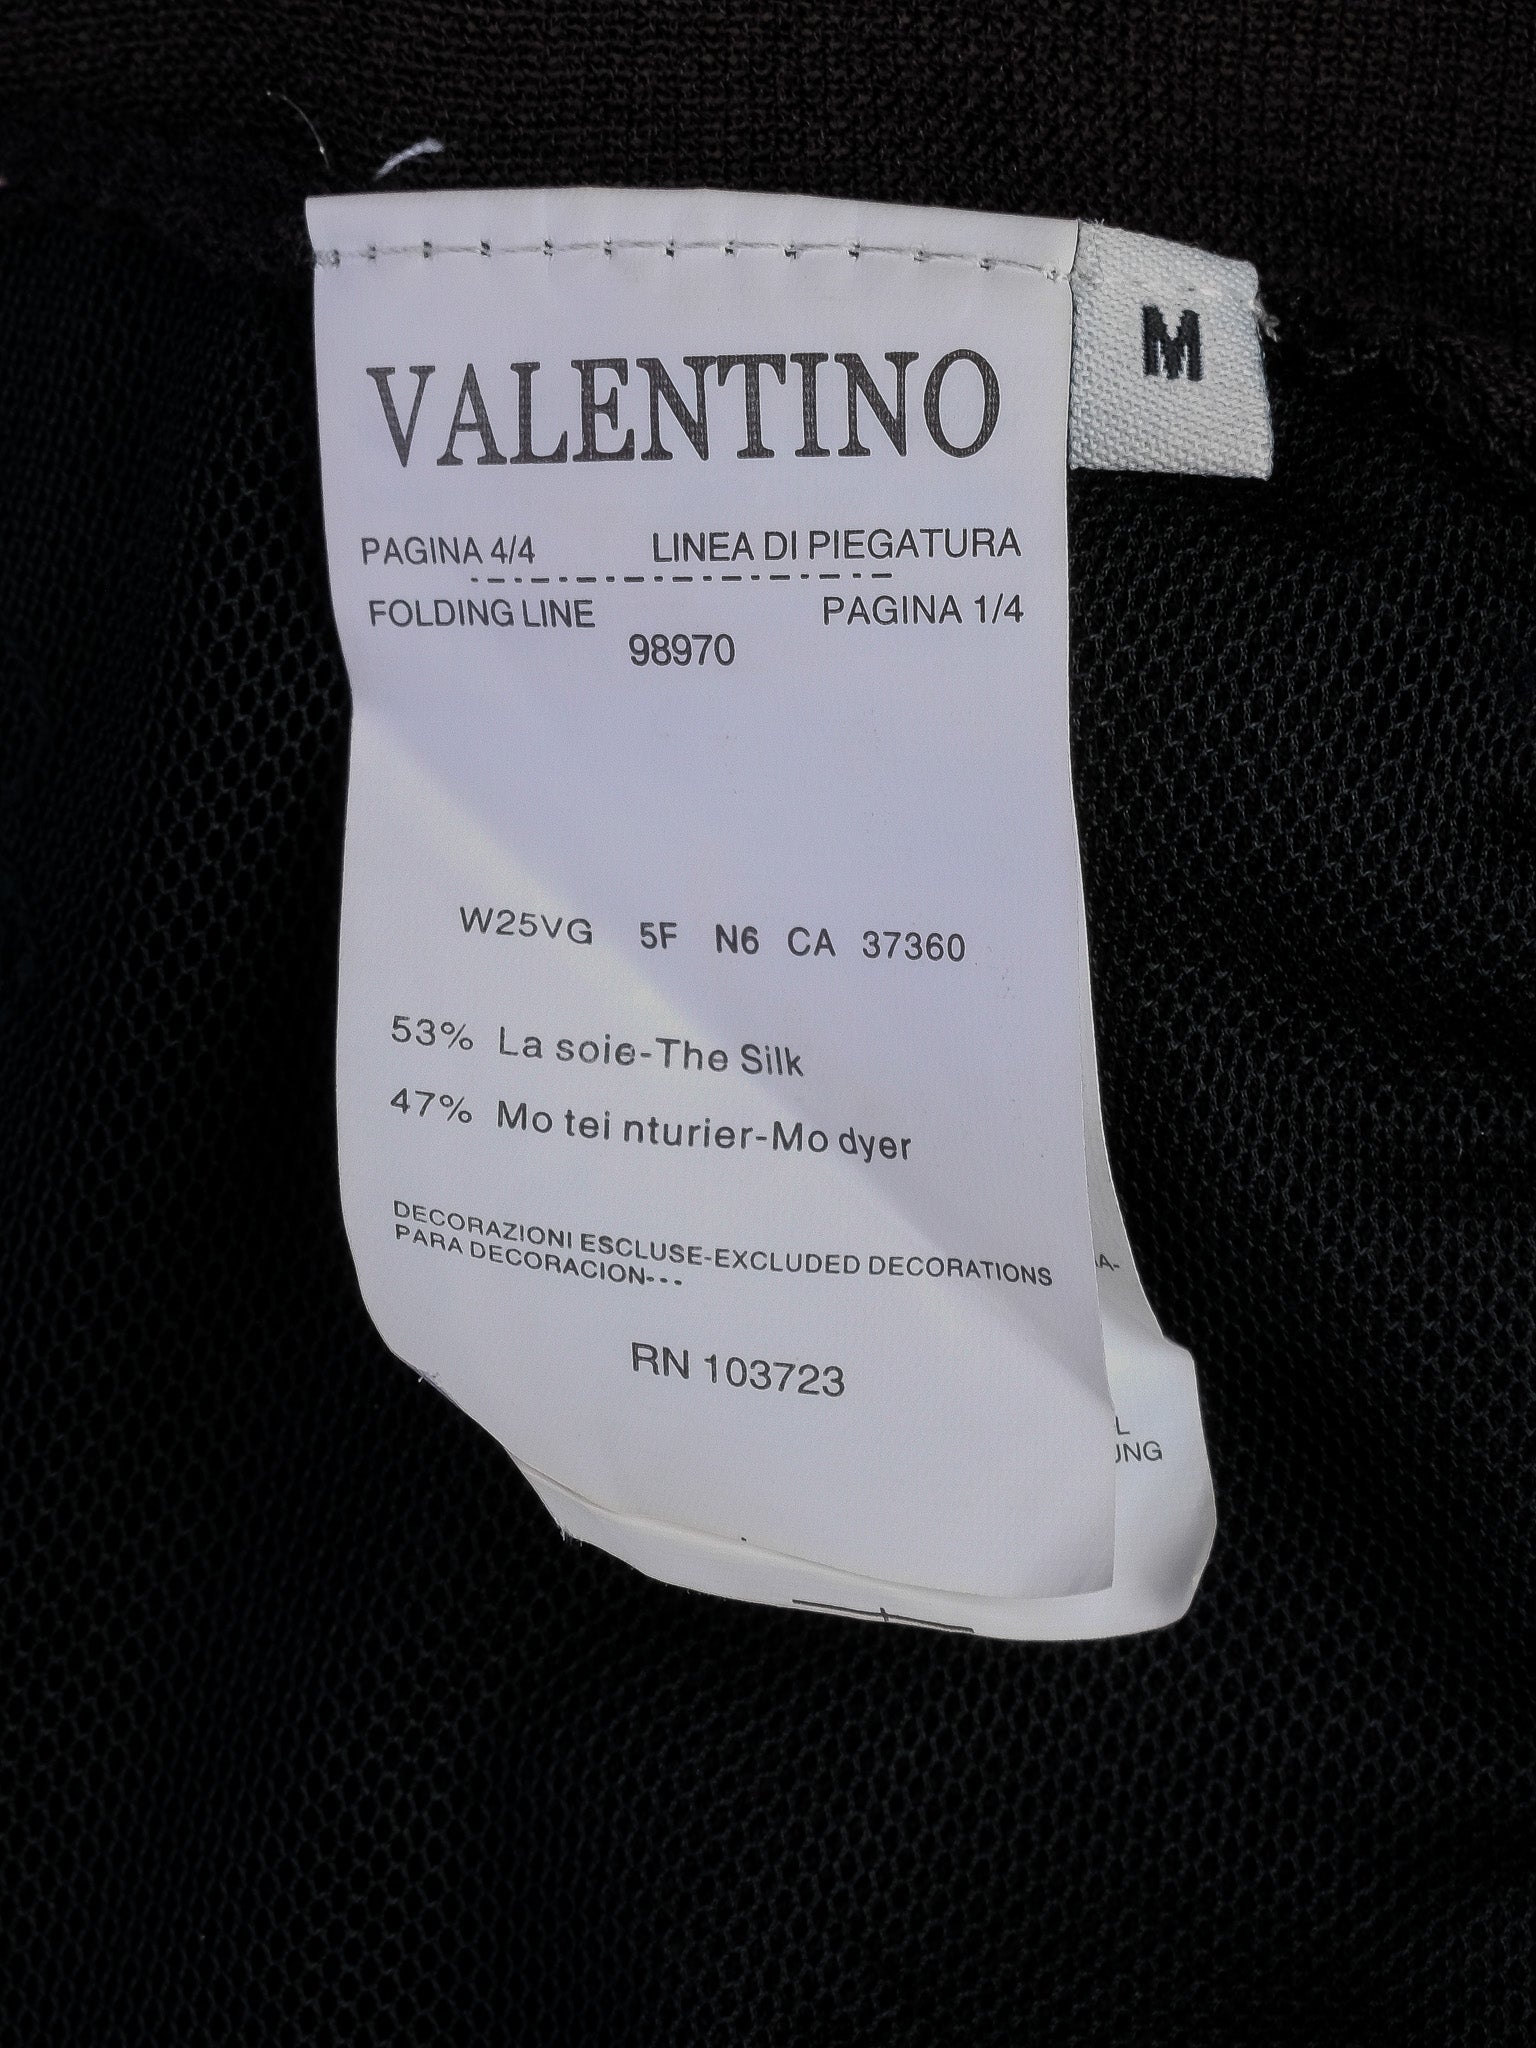 VALENTINO
M
PAGINA 4/4 LINEA DI PIEGATURA
FOLDING LINE PAGINA 1/4
98970
W25VG 5F N6 CA 37360
53% La soie-The Silk
47% Mo tei nturier-Mo dyer
DECORAZIONI ESCLUSE-EXCLUDED DECORATIONS
PARA DECORACION---
RN 103723